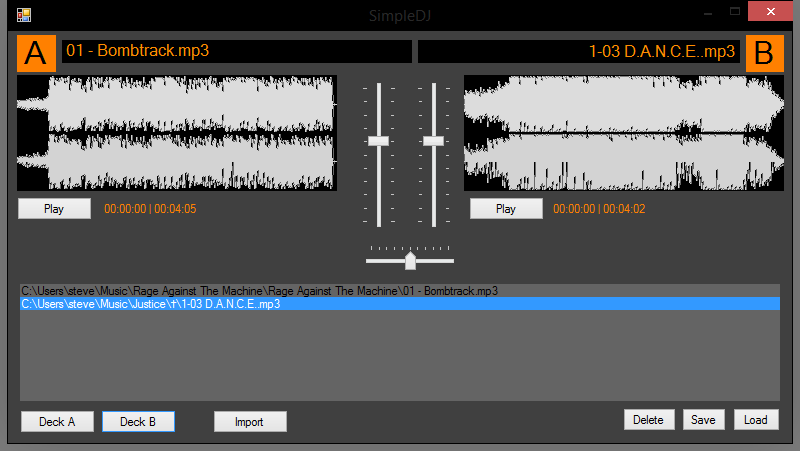 SimpleDJ
A
01 - Bombtrack.mp3
1-03 D.A.N.C.E..mp3
B
Play
00:00:00 | 00:04:05
Play
00:00:00 | 00:04:02
C:\Users\steve\Music\Rage Against The Machine\Rage Against The Machine\01 - Bombtrack.mp3
C:\Users\steve\Music\Justice\†\1-03 D.A.N.C.E..mp3
Deck A
Deck B
Import
Delete
Save
Load